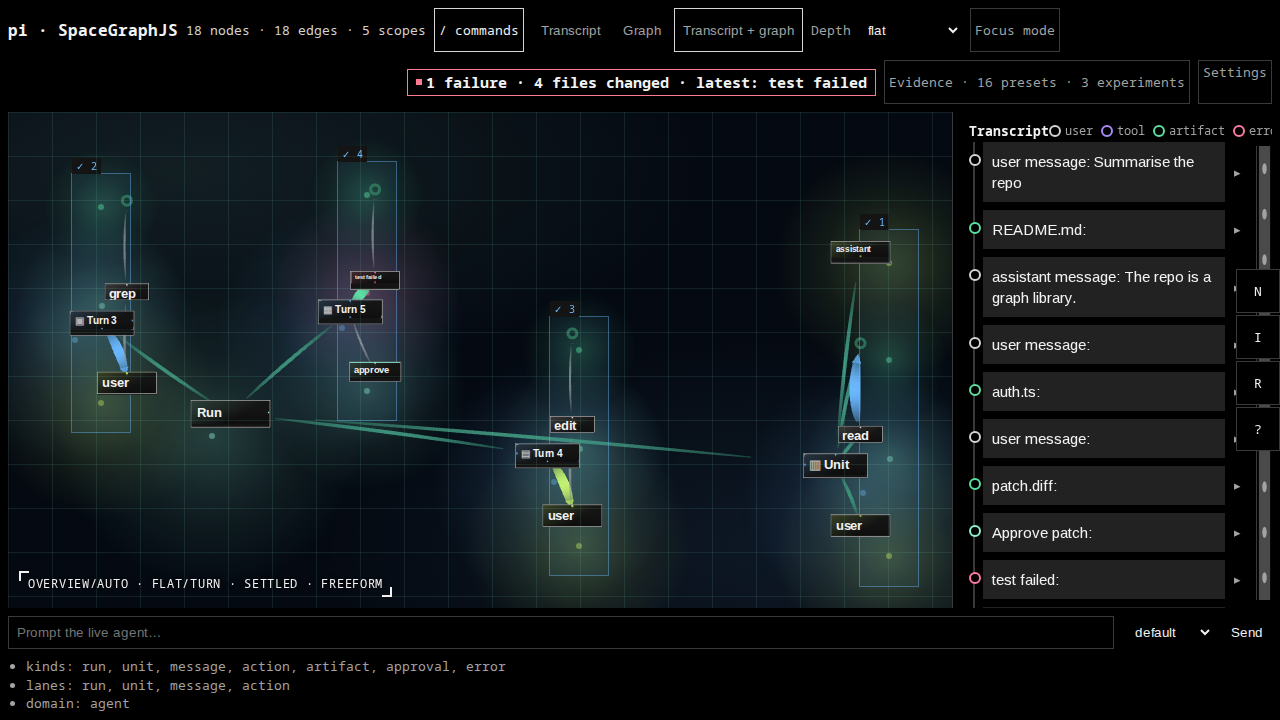 pi · SpaceGraphJS 18 nodes · 18 edges · 5 scopes / commands Transcript Graph Transcript + graph Depth flat Focus mode
1 failure · 4 files changed · latest: test failed Evidence · 16 presets · 3 experiments Settings
✓ 2
✓ 4
✓ 1
✓ 3
assistant
test failed
grep
Turn 3
Turn 5
user
approve
Run
edit
read
Turn 4
Unit
user
user
OVERVIEW/AUTO · FLAT/TURN · SETTLED · FREEFORM
Transcript user tool artifact
user message: Summarise the
repo
README.md:
assistant message: The repo is a
graph library.
user message:
auth.ts:
user message:
patch.diff:
Approve patch:
test failed:
N
I
R
?
Prompt the live agent… default Send
kinds: run, unit, message, action, artifact, approval, error
lanes: run, unit, message, action
domain: agent